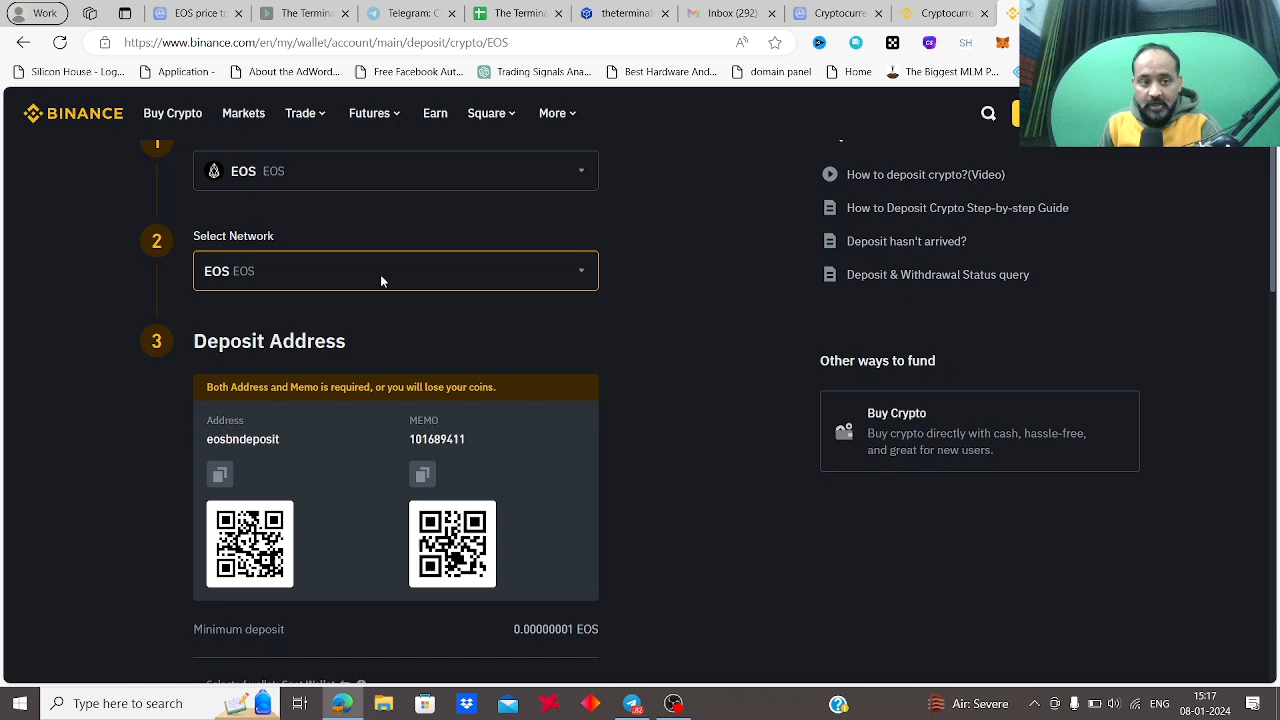 Work
EOS price to
The Termin
Telegram C
The Termin
thetermina
Inbox (292)
Cryptocurre
Cryptocurre
https://www.binance.com/en/my/wallet/account/main/deposit/crypto/EOS
Silicon House - Log...
Application -
How to Add a Glos...
Free Facebook Aut...
Trading Signals Ana...
Best Hardware And...
domain panel
Home
The Biggest MLM P...
BINANCE
Buy Crypto
Markets
Trade
Futures
Earn
Square
More
1
EOS EOS
How to deposit crypto?(Video)
How to Deposit Crypto Step-by-step Guide
2
Select Network
Deposit hasn't arrived?
EOS EOS
Deposit & Withdrawal Status query
3
Deposit Address
Other ways to fund
Both Address and Memo is required, or you will lose your coins.
Buy Crypto
Address
MEMO
Buy crypto directly with cash, hassle-free,
eosbndeposit
101689411
and great for new users.
Minimum deposit
0.00000001 EOS
Type here to search
82
Air: Severe
ENG
15:17
08-01-2024